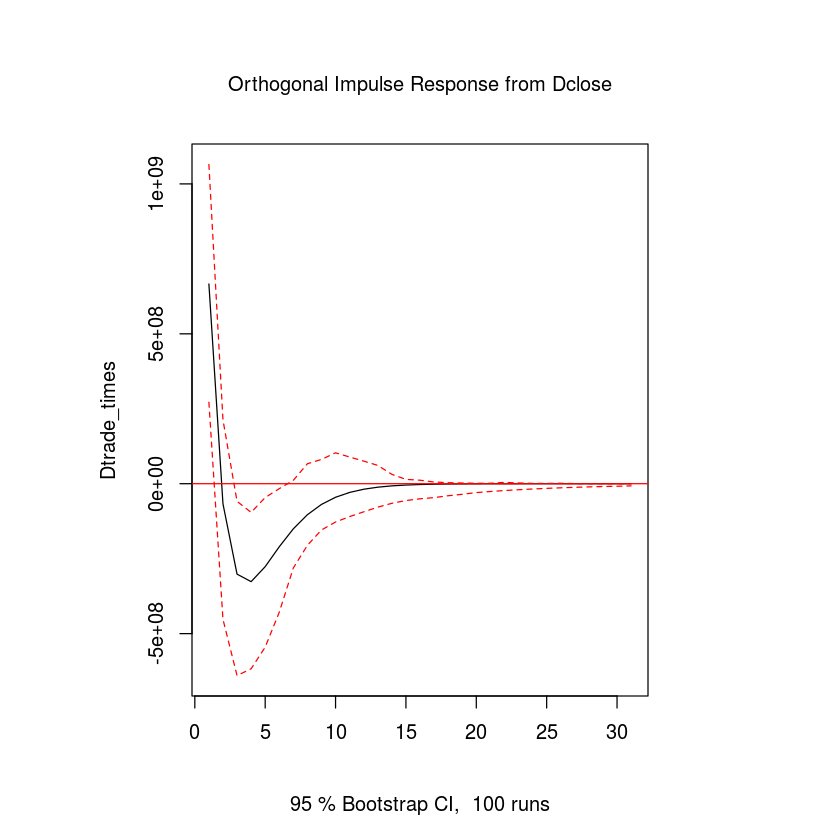 Orthogonal Impulse Response from Dclose
Dtrade_times
1e+09
5e+08
0e+00
-5e+08
0 5 10 15 20 25 30
95 % Bootstrap CI,  100 runs